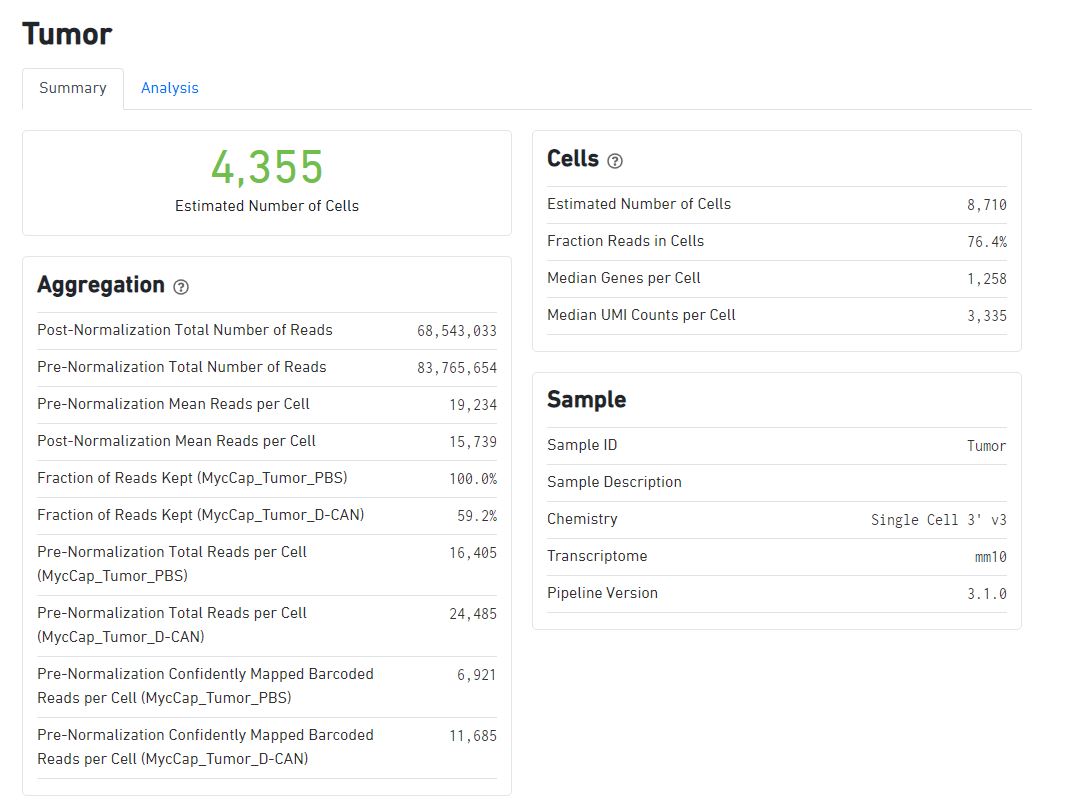 Tumor
Summary
Analysis
4,355
Estimated Number of Cells
Aggregation ?
Post-Normalization Total Number of Reads 68,543,033
Pre-Normalization Total Number of Reads 83,765,654
Pre-Normalization Mean Reads per Cell 19,234
Post-Normalization Mean Reads per Cell 15,739
Fraction of Reads Kept (MycCap_Tumor_PBS) 100.0%
Fraction of Reads Kept (MycCap_Tumor_D-CAN) 59.2%
Pre-Normalization Total Reads per Cell 16,405
(MycCap_Tumor_PBS)
Pre-Normalization Total Reads per Cell 24,485
(MycCap_Tumor_D-CAN)
Pre-Normalization Confidently Mapped Barcoded 6,921
Reads per Cell (MycCap_Tumor_PBS)
Pre-Normalization Confidently Mapped Barcoded 11,685
Reads per Cell (MycCap_Tumor_D-CAN)
Cells ?
Estimated Number of Cells 8,710
Fraction Reads in Cells 76.4%
Median Genes per Cell 1,258
Median UMI Counts per Cell 3,335
Sample
Sample ID Tumor
Sample Description
Chemistry Single Cell 3' v3
Transcriptome mm10
Pipeline Version 3.1.0